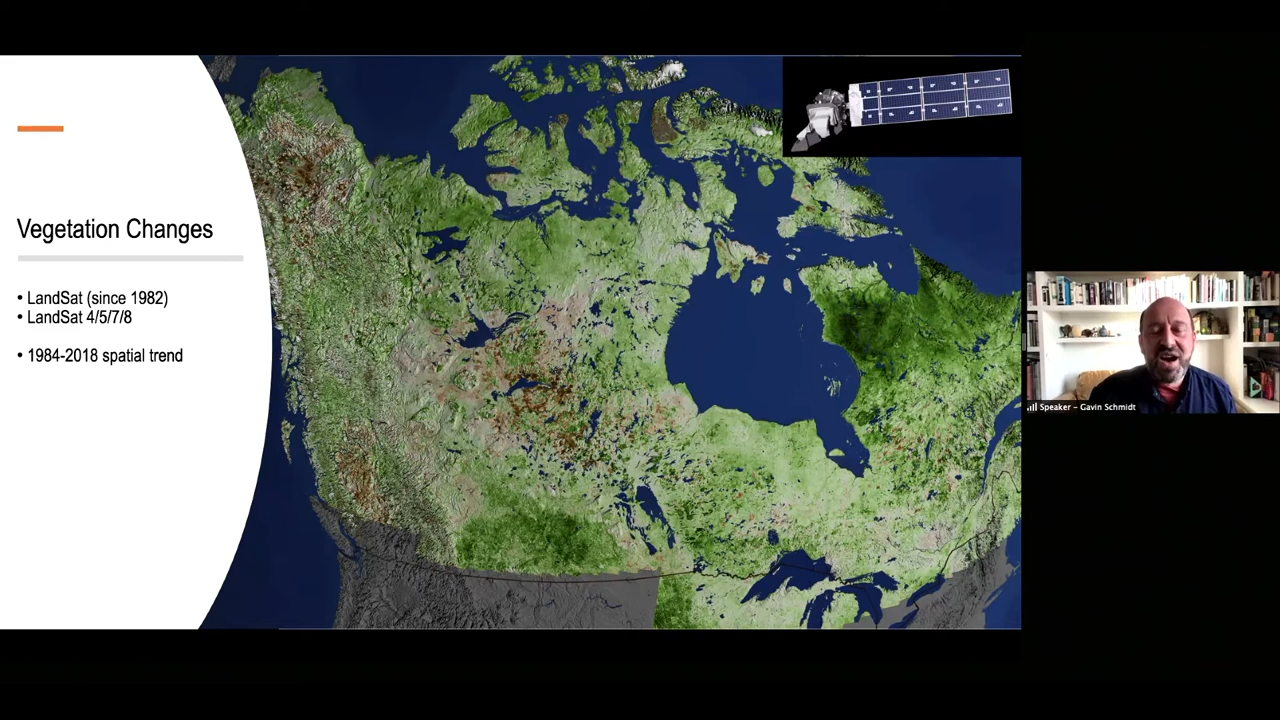 Vegetation Changes
• LandSat (since 1982)
• LandSat 4/5/7/8
• 1984-2018 spatial trend
Speaker – Gavin Schmidt